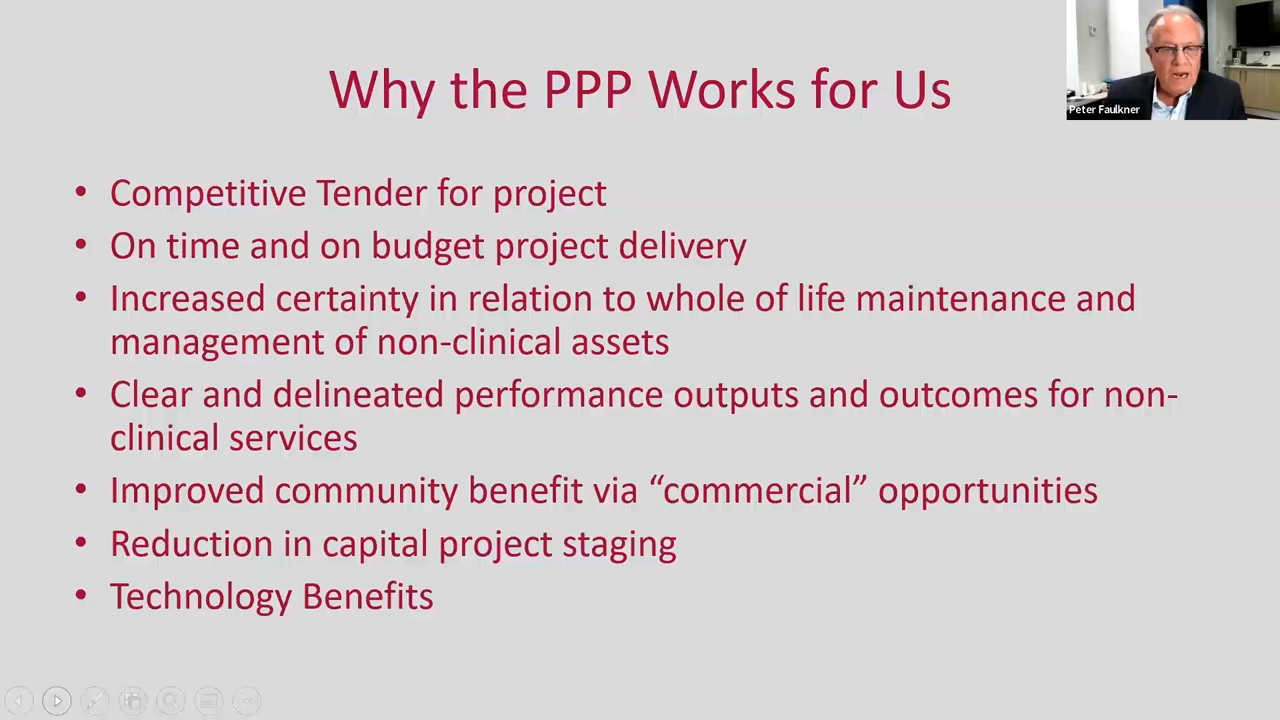 Why the PPP Works for Us
Peter Faulkner
• Competitive Tender for project
• On time and on budget project delivery
• Increased certainty in relation to whole of life maintenance and
management of non-clinical assets
• Clear and delineated performance outputs and outcomes for non-
clinical services
• Improved community benefit via “commercial” opportunities
• Reduction in capital project staging
• Technology Benefits